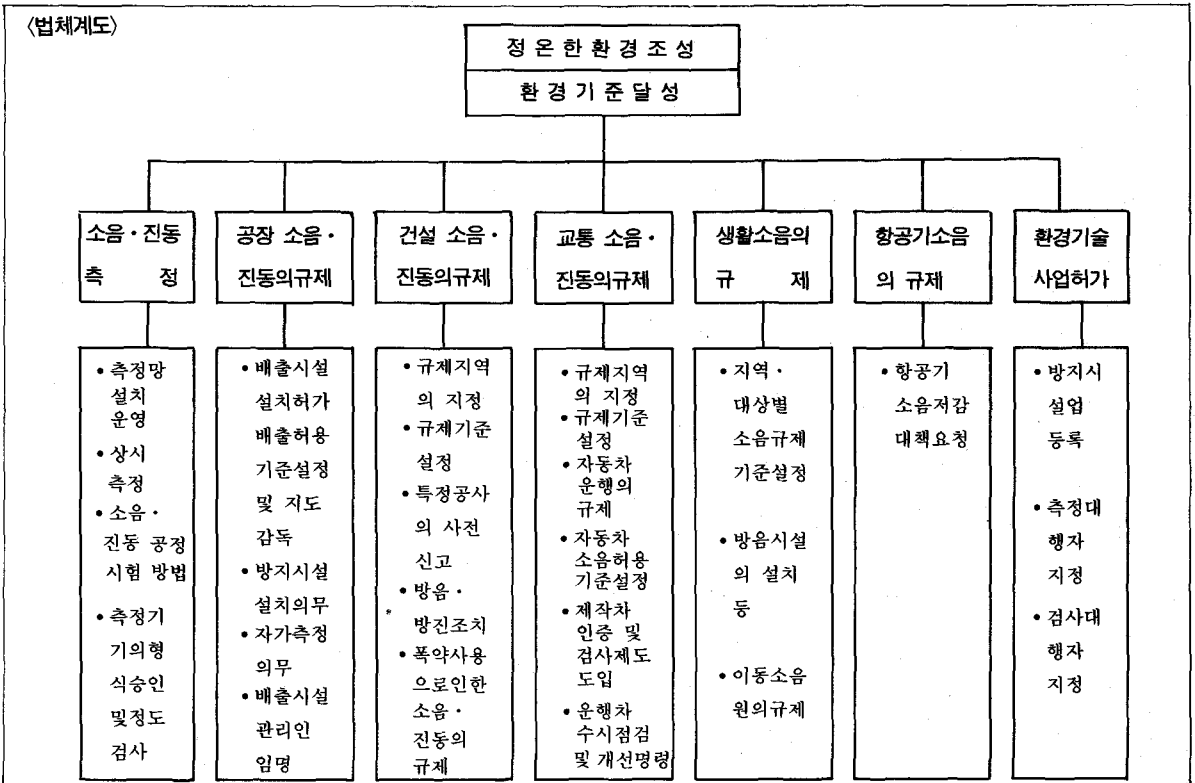 〈법체계도〉
정온한환경조성
환경기준달성
소음·진동
측 정
공장 소음·
진동의규제
건설 소음·
진동의규제
교통 소음·
진동의규제
생활소음의
규 제
항공기소음
의 규제
환경기술
사업허가
• 측정망
설치
운영
• 상시
측정
• 소음·
진동 공정
시험 방법
• 측정기
기의형
식승인
및정도
검사
• 배출시설
설치허가
배출허용
기준설정
및 지도
감독
• 방지시설
설치의무
• 자가측정
의무
• 배출시설
관리인
임명
• 규제지역
의 지정
• 규제기준
설정
• 특정공사
의 사전
신고
• 방음·
방진조치
• 폭약사용
으로인한
소음·
진동의
규제
• 규제지역
의 지정
• 규제기준
설정
• 자동차
운행의
규제
• 자동차
소음허용
기준설정
• 제작차
인증 및
검사제도
도입
• 운행차
수시점검
및 개선명령
• 지역·
대상별
소음규제
기준설정
• 방음시설
의 설치
등
• 이동소음
원의규제
• 항공기
소음저감
대책요청
• 방지시
설업
등록
• 측정대
행자
지정
• 검사대
행자
지정